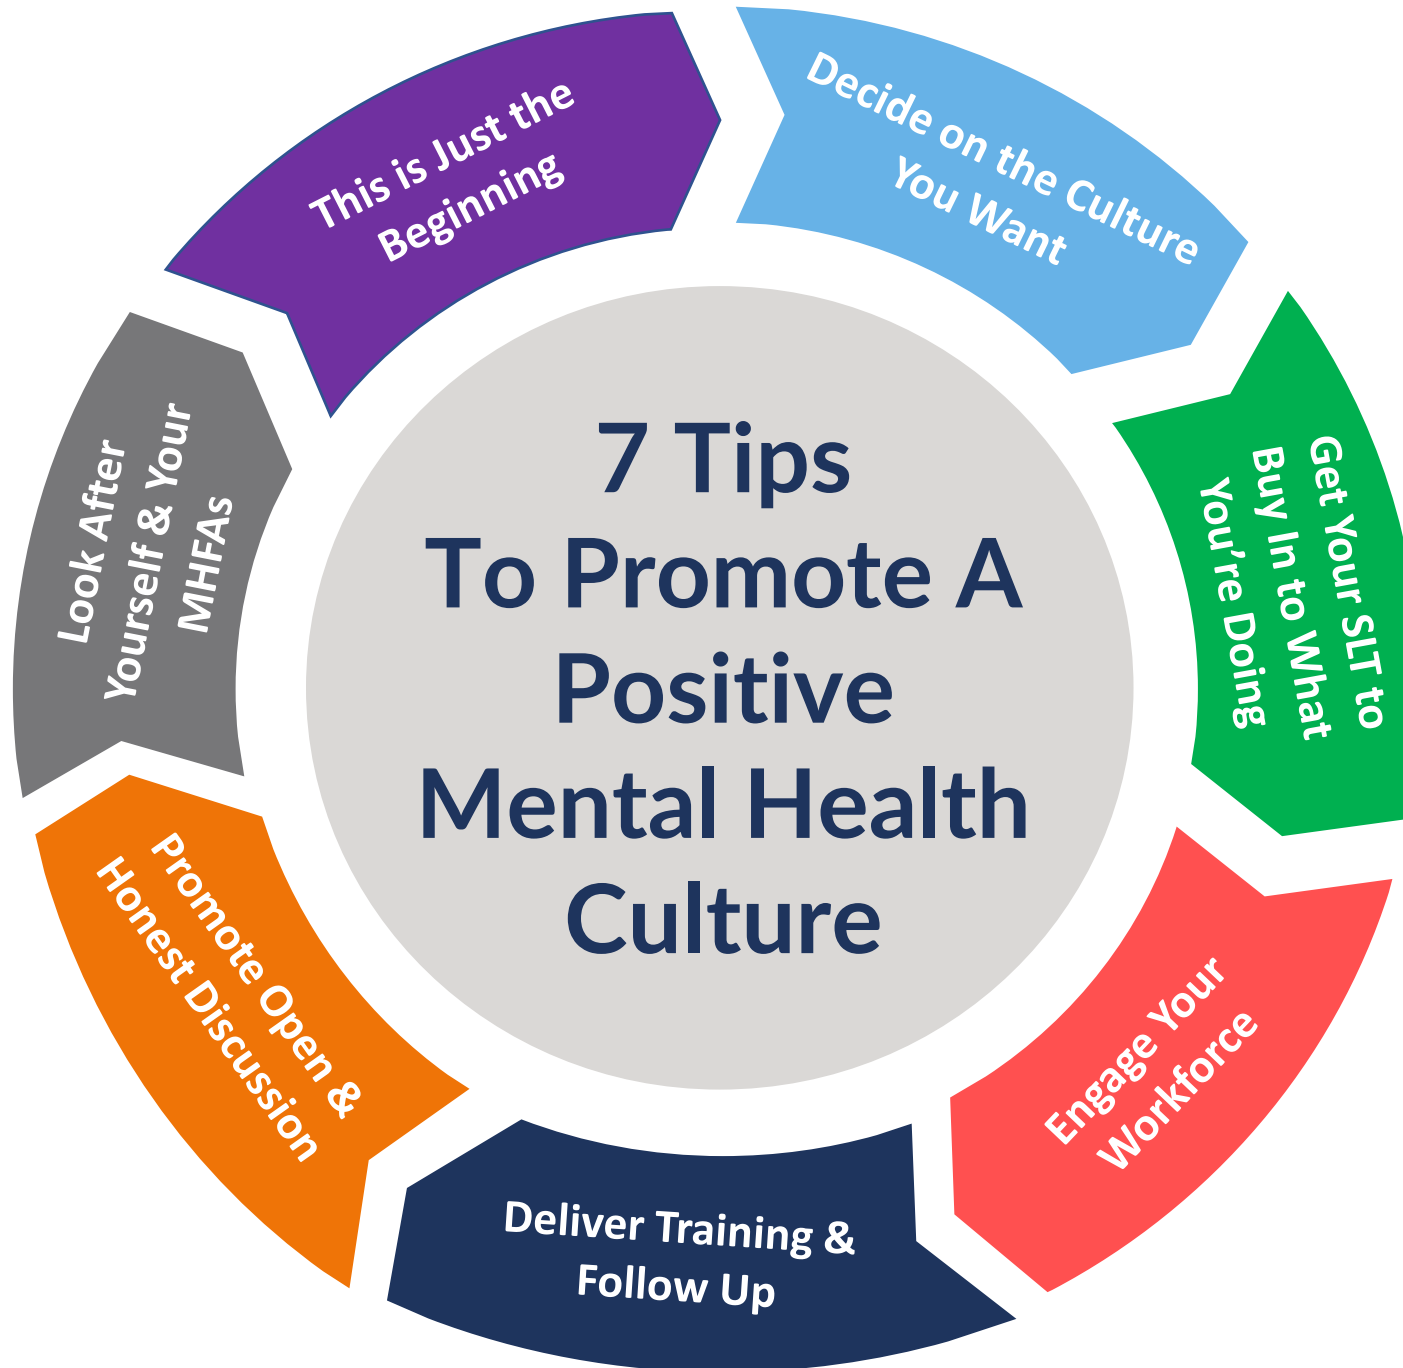 7 Tips
To Promote A
Positive
Mental Health
Culture
Decide on the Culture
You Want
Get Your SLT to
Buy In to What
You're Doing
Engage Your
Workforce
Deliver Training &
Follow Up
Promote Open &
Honest Discussion
Look After
Yourself & Your
MHFAs
This is Just the
Beginning